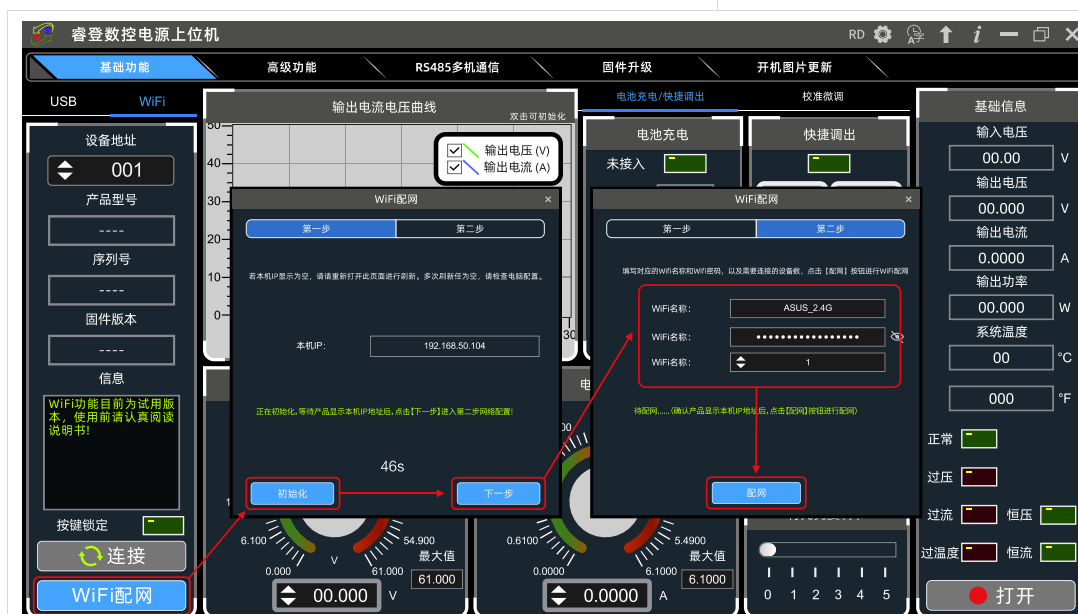 睿登数控电源上位机
RD
基础功能
高级功能
RS485多机通信
固件升级
开机图片更新
USB
WiFi
设备地址
001
产品型号
----
序列号
----
固件版本
----
信息
WiFi功能目前为试用版
本，使用前请认真阅读
说明书!
按键锁定
连接
WiFi配网
输出电流电压曲线
双击可初始化
50
40
30
20
10
0
30
输出电压 (V)
输出电流 (A)
WiFi配网
×
第一步
第二步
若本机IP显示为空，请请重新打开此页面进行刷新。多次刷新任为空，请检查电脑配置。
本机IP:
192.168.50.104
正在初始化,等待产品显示本机IP地址后,点击【下一步】进入第二步网络配置!
46s
初始化
下一步
6.100
54.900
0.000
V
61.000
最大值
61.000
00.000
V
电池充电/快捷调出
校准微调
电池充电
未接入
快捷调出
WiFi配网
×
第一步
第二步
填写对应的Wifi名称和Wifi密码，以及需要连接的设备数，点击【配网】按钮进行WiFi配网
WiFi名称:
ASUS_2.4G
WiFi名称:
••••••••••••••••
WiFi名称:
1
待配网......(确认产品显示本机IP地址后,点击【配网】按钮进行配网)
配网
0.6100
5.4900
0.0000
6.1000
A
最大值
6.1000
0.0000
A
0 1 2 3 4 5
基础信息
输入电压
00.00
V
输出电压
00.000
V
输出电流
0.0000
A
输出功率
00.000
W
系统温度
00
°C
000
°F
正常
过压
过流
恒压
过温度
恒流
打开